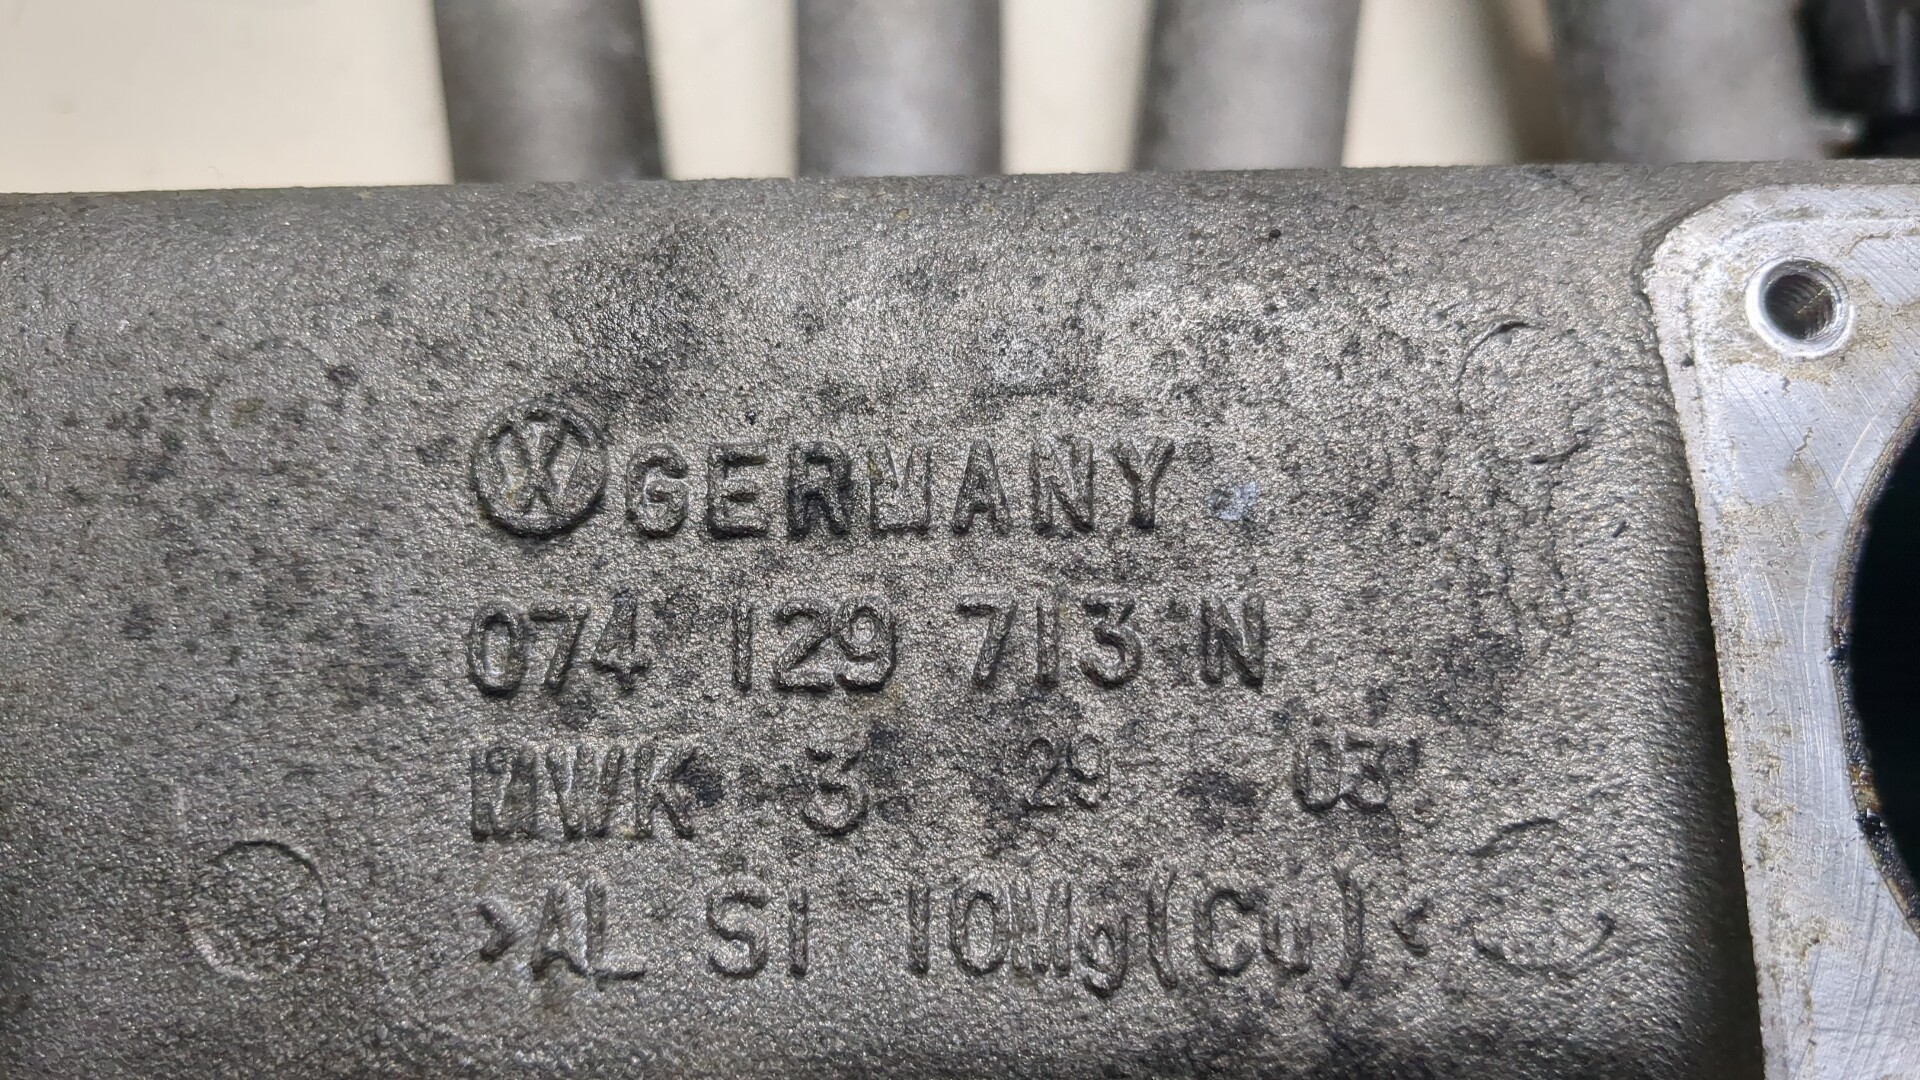 GERMANY
074 129 713 N
MWK 3 29 03
>AL SI 10Mg(Cu)<